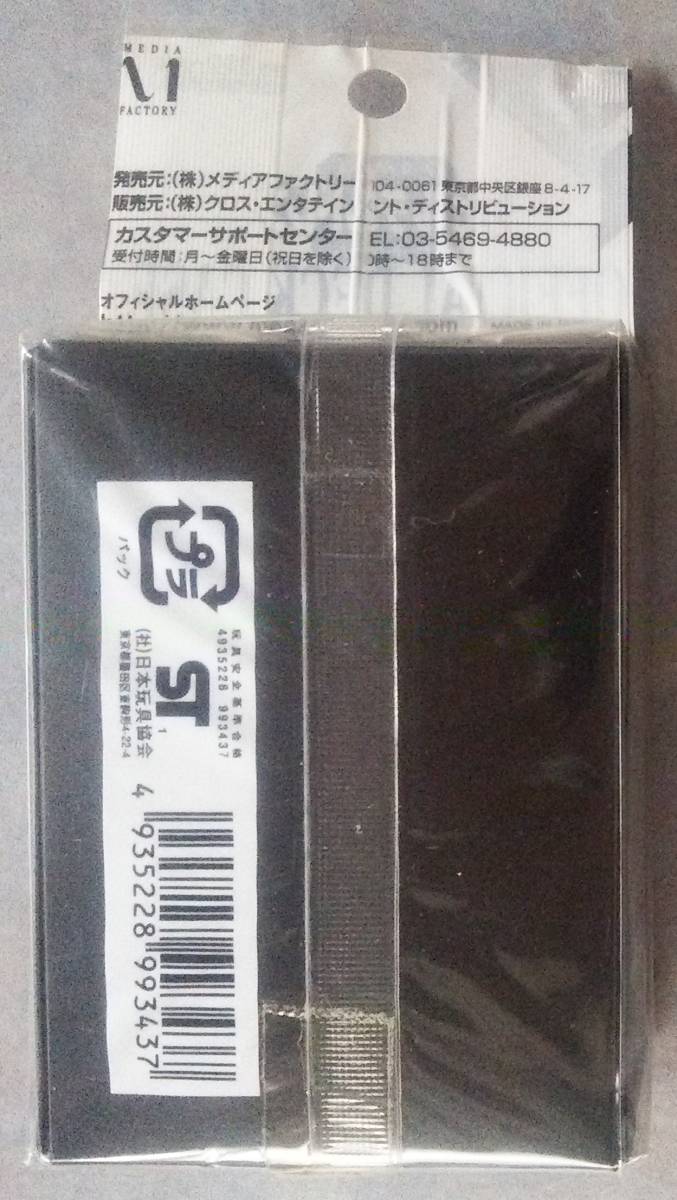 MEDIA
FACTORY
発売元:(株)メディアファクトリー 104-0061 東京都中央区銀座8-4-17
販売元:(株)クロス・エンタテイン ント・ディストリビューション
カスタマーサポートセンター EL:03-5469-4880
受付時間:月～金曜日(祝日を除く) 0時～18時まで
オフィシャルホームページ
プラ
パック
玩具安全基準合格
4935228 993437
ST
1
(社)日本玩具協会
東京都墨田区東駒形4-22-4
4 935228 993437